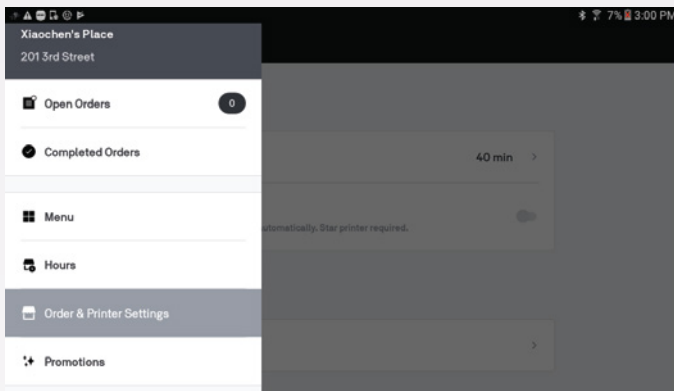 7% 3:00 PM
Xiaochen's Place
201 3rd Street
Open Orders 0
Completed Orders
40 min
Menu
utomatically. Star printer required.
Hours
Order & Printer Settings
Promotions